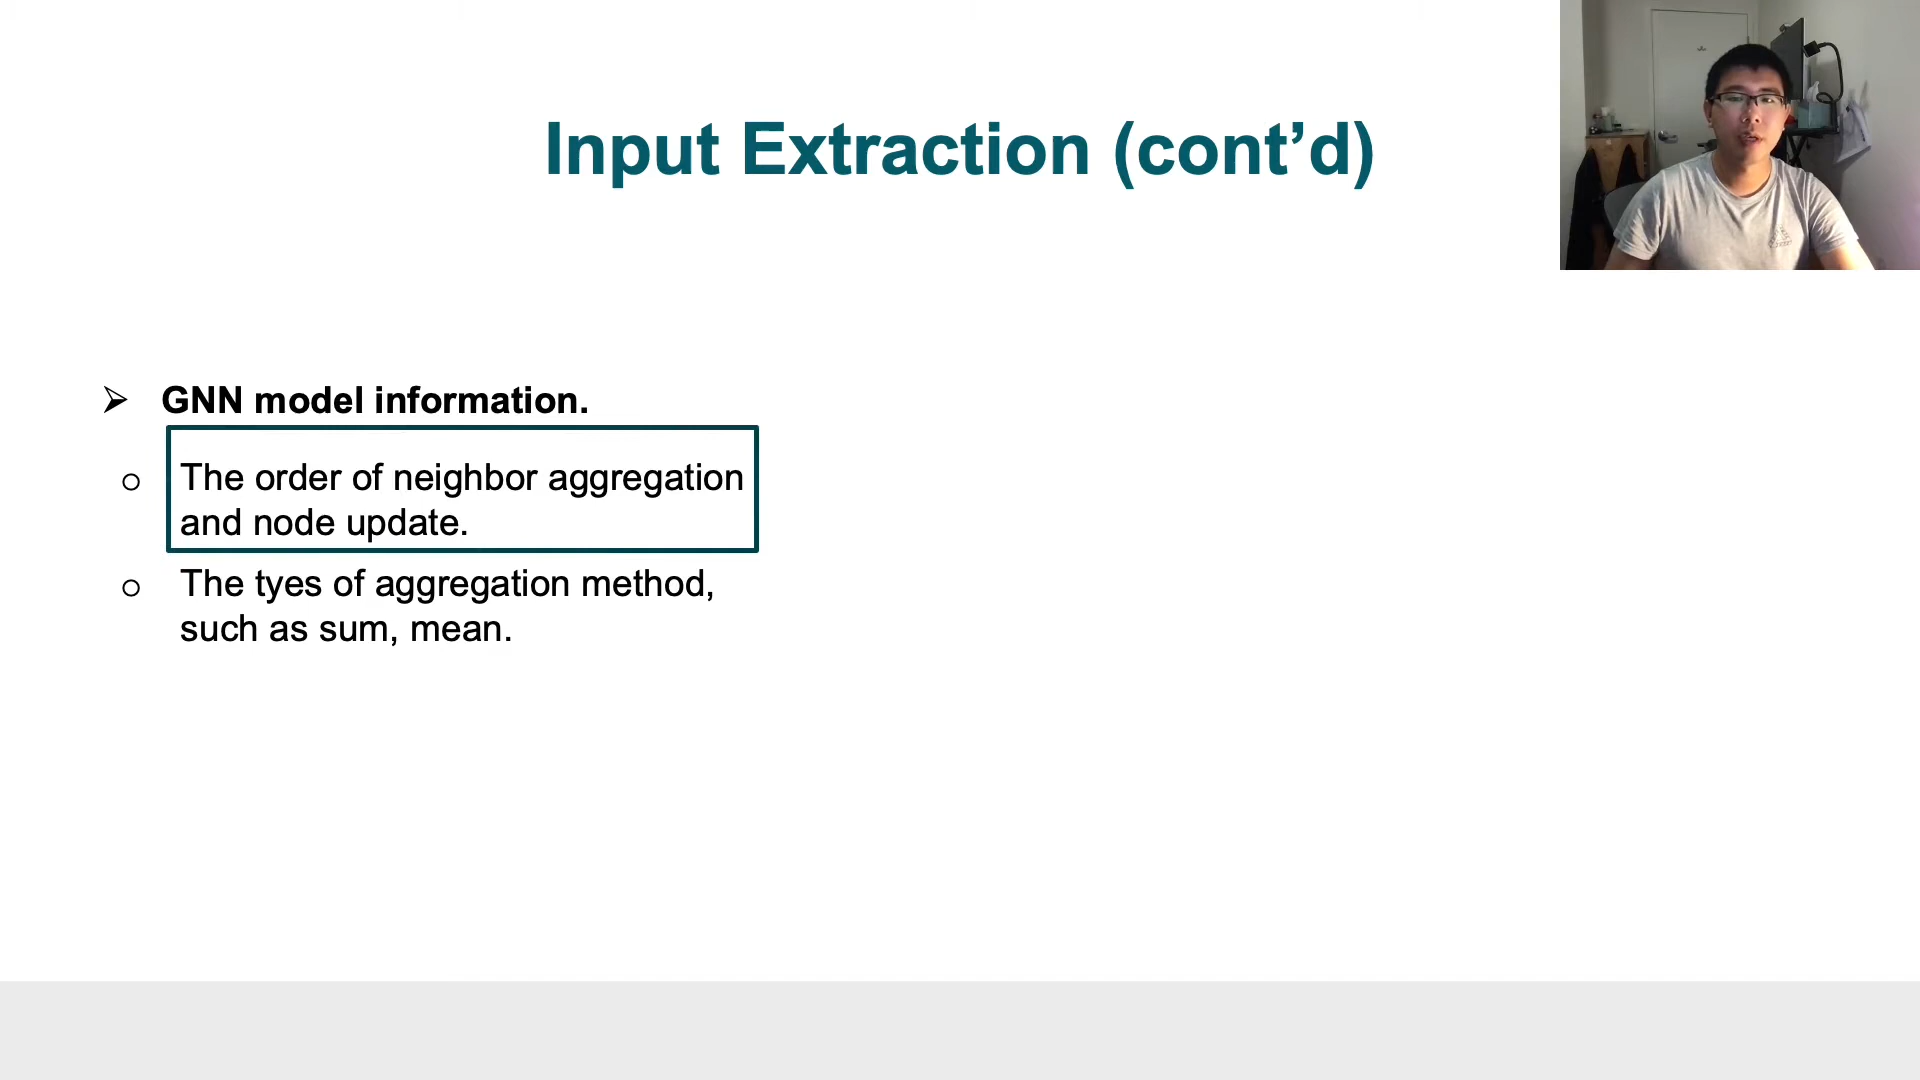 Input Extraction (cont’d)
➢ GNN model information.
o The order of neighbor aggregation
and node update.
o The tyes of aggregation method,
such as sum, mean.